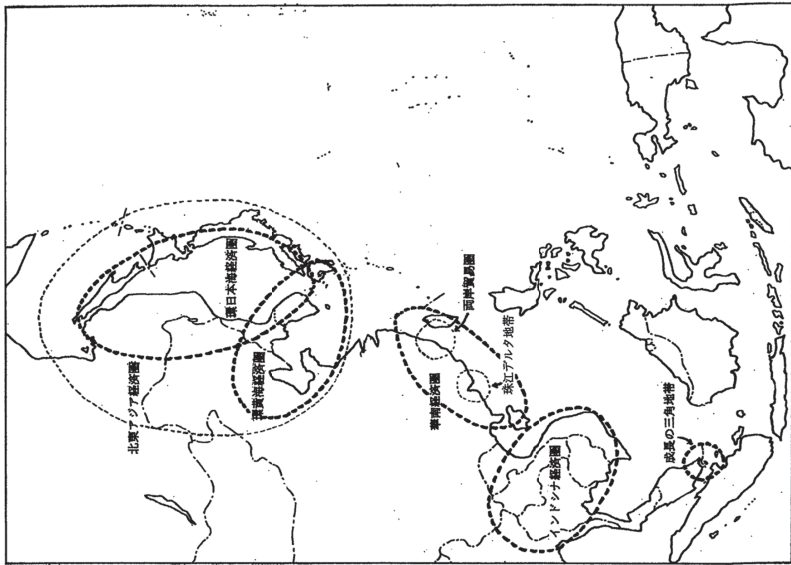 北東アジア経済圏
環日本海経済圏
環黄海経済圏
華南経済圏
両岸貿易圏
珠江デルタ地帯
インドシナ経済圏
成長の三角地帯